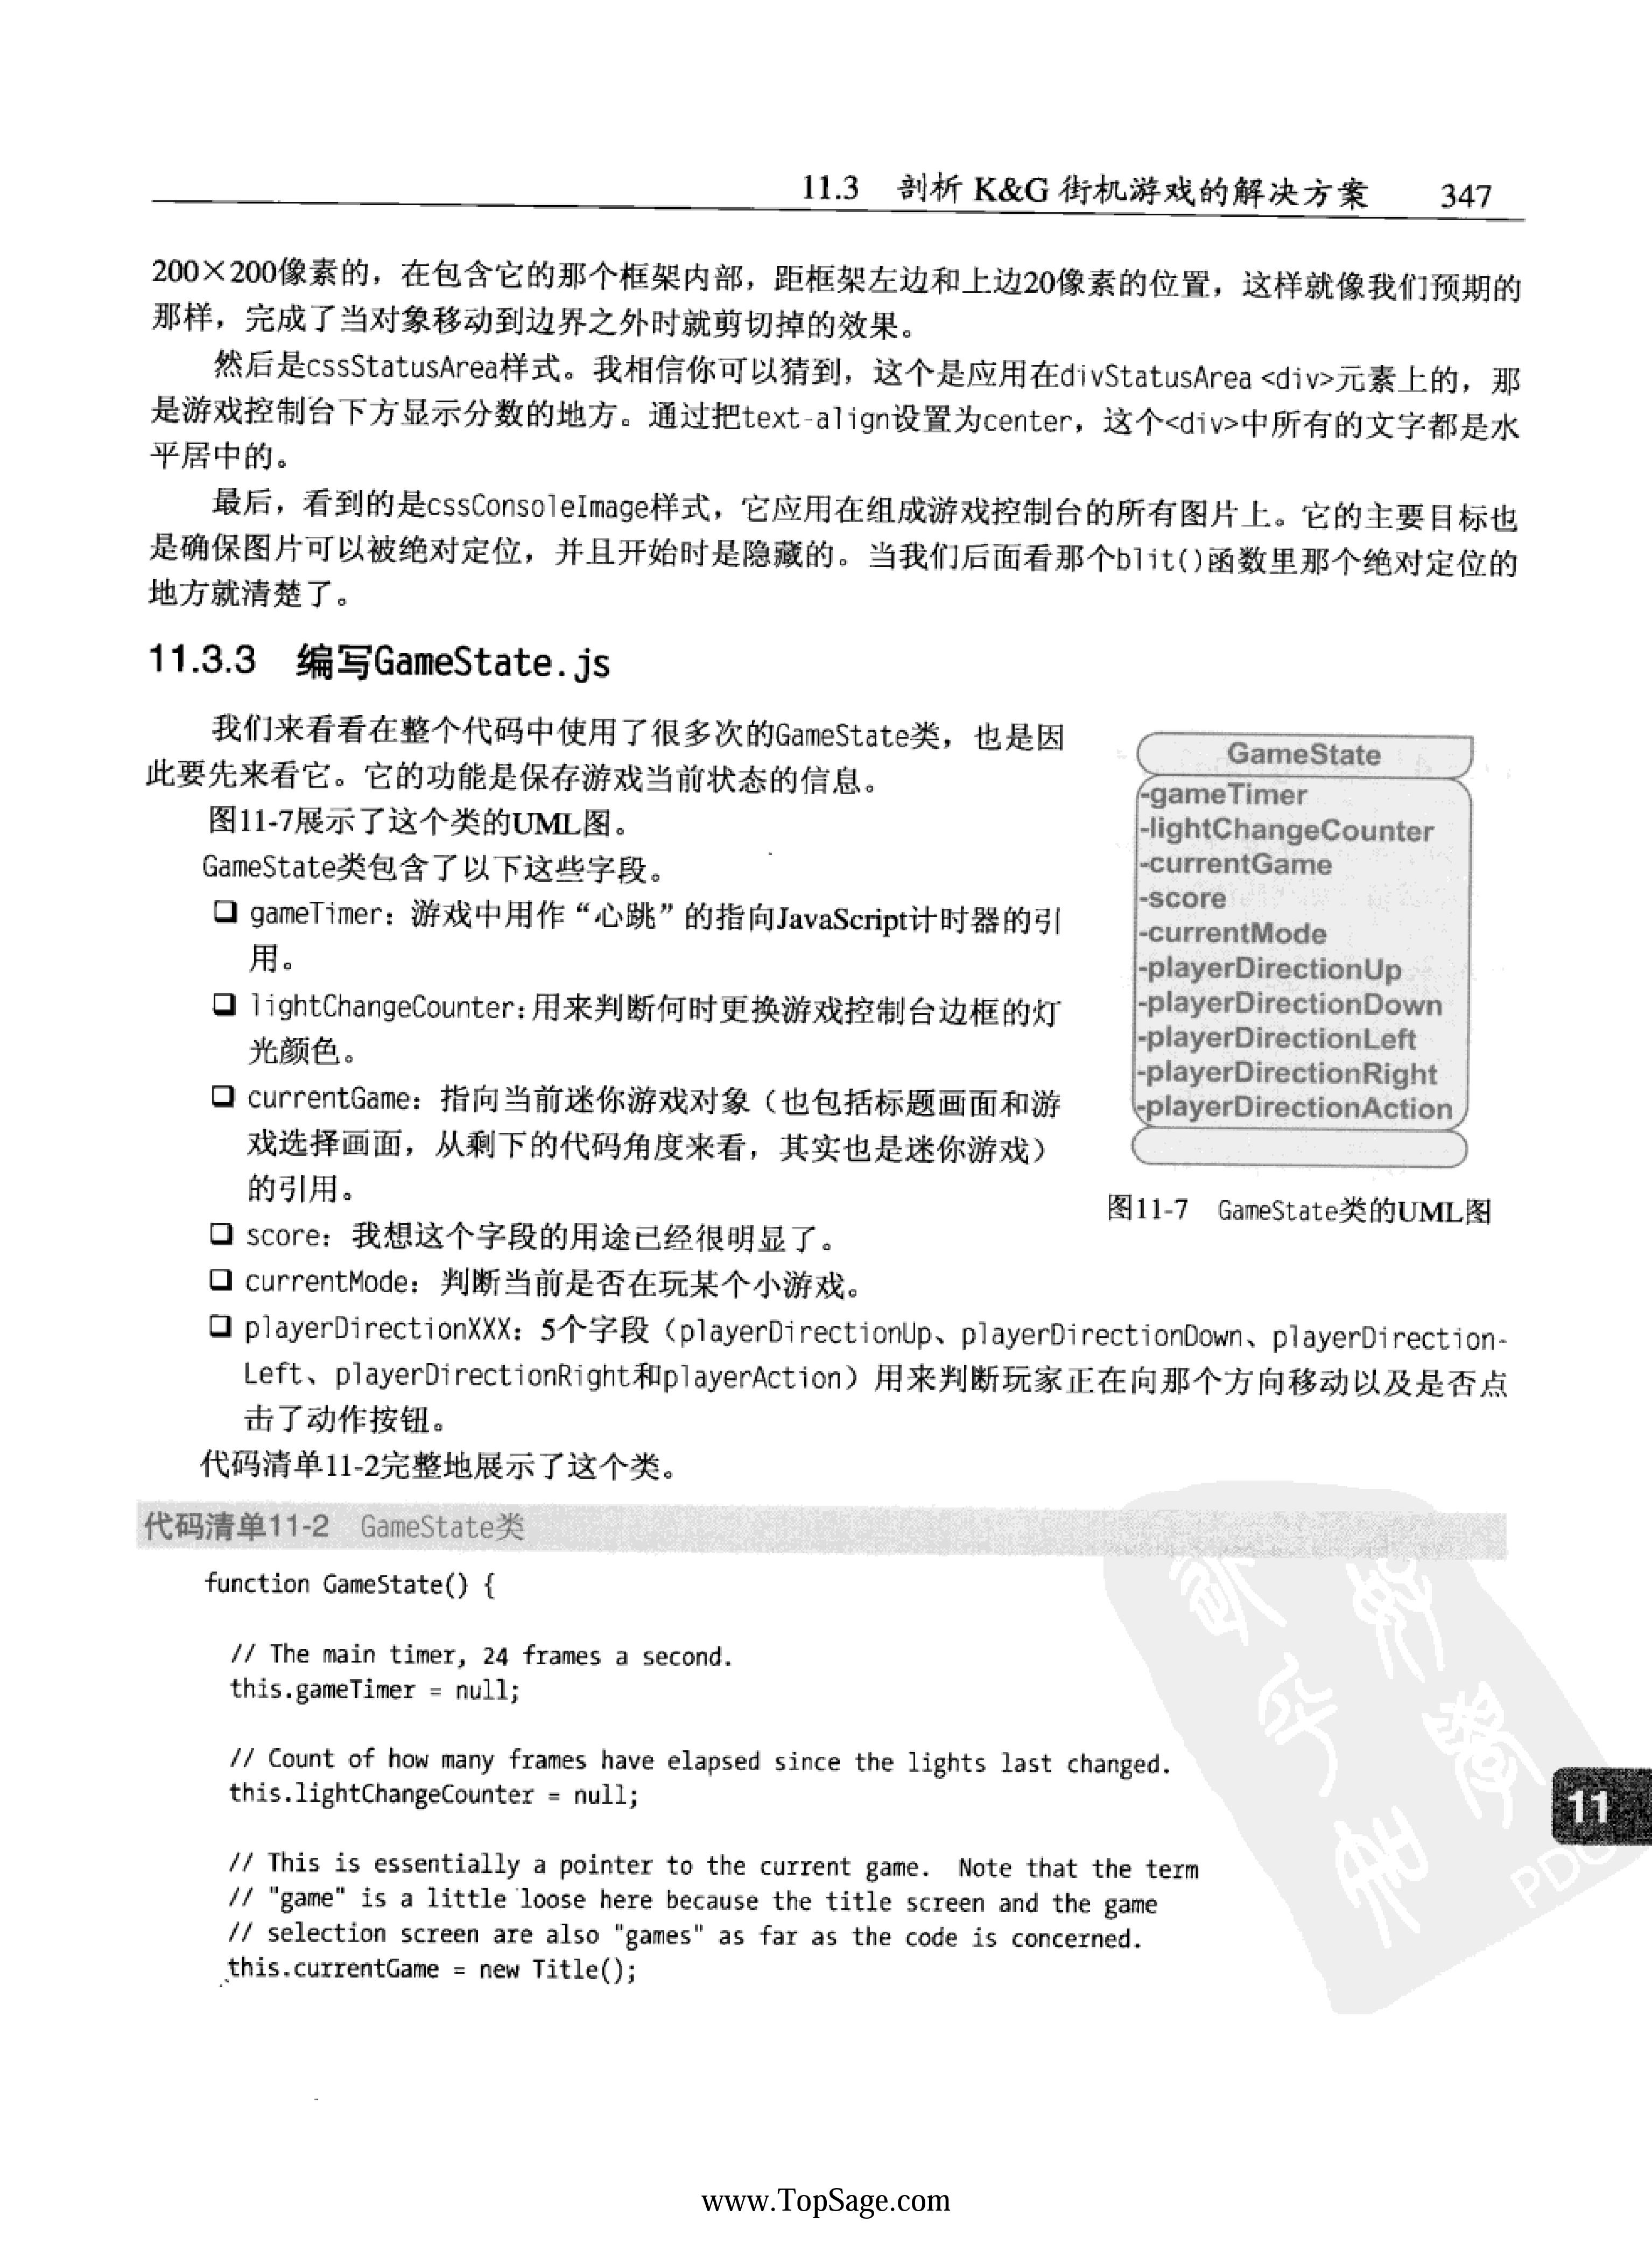 11.3 剖析 K&G 街机游戏的解决方案 347
200×200像素的，在包含它的那个框架内部，距框架左边和上边20像素的位置，这样就像我们预期的
那样，完成了当对象移动到边界之外时就剪切掉的效果。
然后是cssStatusArea样式。我相信你可以猜到，这个是应用在divStatusArea <div>元素上的，那
是游戏控制台下方显示分数的地方。通过把text-align设置为center，这个<div>中所有的文字都是水
平居中的。
最后，看到的是cssConsoleImage样式，它应用在组成游戏控制台的所有图片上。它的主要目标也
是确保图片可以被绝对定位，并且开始时是隐藏的。当我们后面看那个blit()函数里那个绝对定位的
地方就清楚了。
11.3.3 编写GameState.js
我们来看看在整个代码中使用了很多次的GameState类，也是因
此要先来看它。它的功能是保存游戏当前状态的信息。
图11-7展示了这个类的UML图。
GameState类包含了以下这些字段。
❑ gameTimer：游戏中用作“心跳”的指向JavaScript计时器的引
用。
❑ lightChangeCounter：用来判断何时更换游戏控制台边框的灯
光颜色。
❑ currentGame：指向当前迷你游戏对象（也包括标题画面和游
戏选择画面，从剩下的代码角度来看，其实也是迷你游戏）
的引用。
❑ score：我想这个字段的用途已经很明显了。
❑ currentMode：判断当前是否在玩某个小游戏。
GameState
-gameTimer
-lightChangeCounter
-currentGame
-score
-currentMode
-playerDirectionUp
-playerDirectionDown
-playerDirectionLeft
-playerDirectionRight
-playerDirectionAction
图11-7 GameState类的UML图
❑ playerDirectionXXX：5个字段（playerDirectionUp、playerDirectionDown、playerDirection-
Left、playerDirectionRight和playerAction）用来判断玩家正在向那个方向移动以及是否点
击了动作按钮。
代码清单11-2完整地展示了这个类。
代码清单11-2 GameState类
function GameState() {
// The main timer, 24 frames a second.
this.gameTimer = null;
// Count of how many frames have elapsed since the lights last changed.
this.lightChangeCounter = null;
// This is essentially a pointer to the current game. Note that the term
// "game" is a little loose here because the title screen and the game
// selection screen are also "games" as far as the code is concerned.
this.currentGame = new Title();
11
PDG
www.TopSage.com